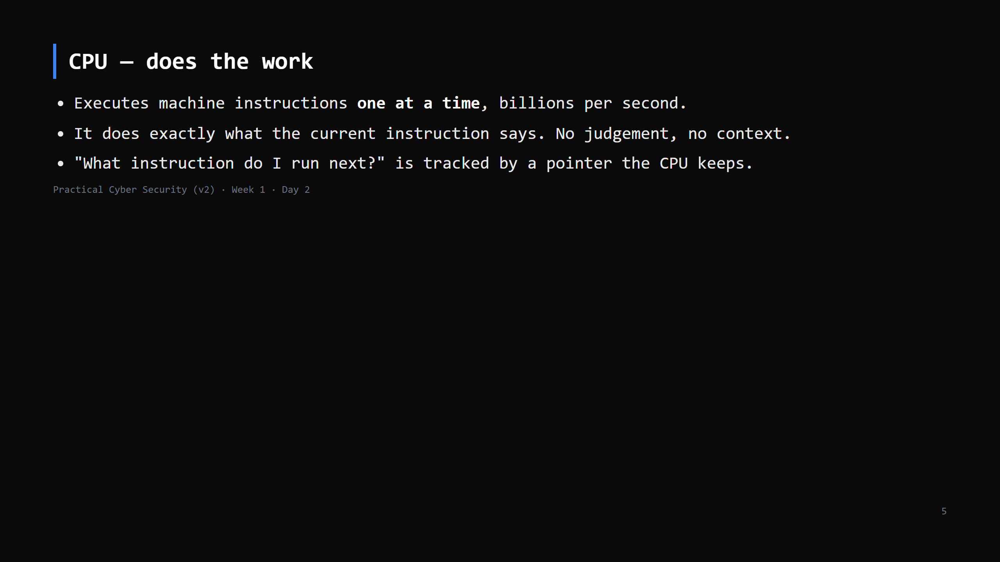 CPU — does the work
• Executes machine instructions one at a time, billions per second.
• It does exactly what the current instruction says. No judgement, no context.
• "What instruction do I run next?" is tracked by a pointer the CPU keeps.
Practical Cyber Security (v2) · Week 1 · Day 2
5